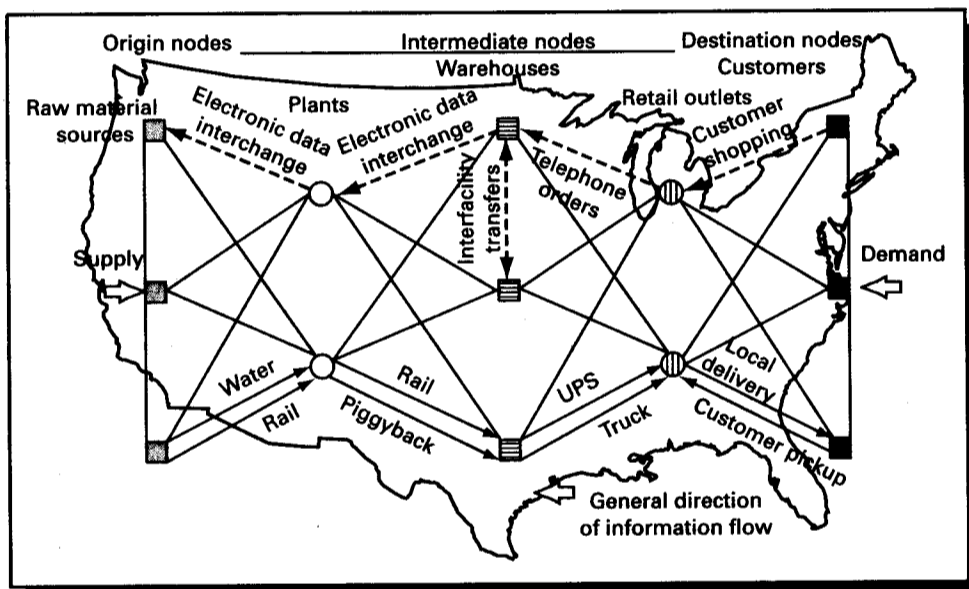 Origin nodes
Intermediate nodes
Destination nodes
Warehouses
Customers
Raw material
sources
Electronic data
interchange
Plants
Electronic data
interchange
Retail outlets
Customer
shopping
Telephone
orders
Interfacility
transfers
Supply
Demand
Water
Rail
Rail
Piggyback
UPS
Truck
Local
delivery
Customer pickup
General direction
of information flow